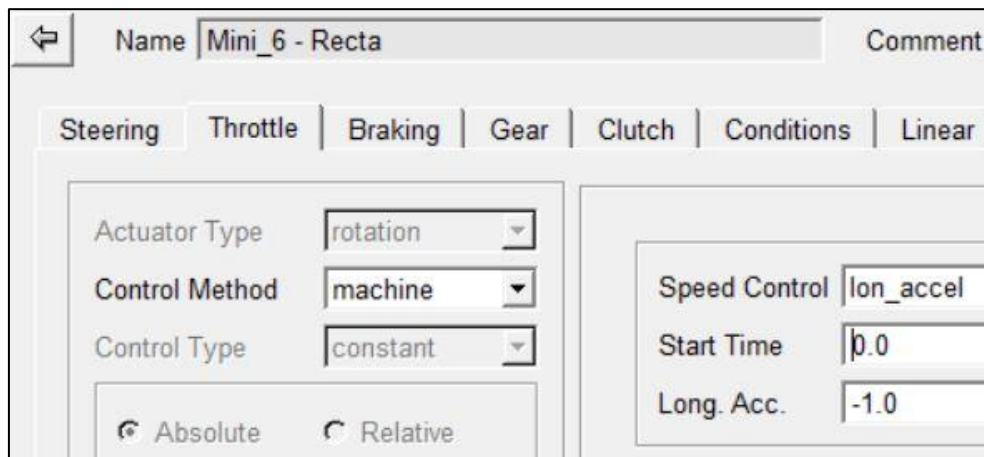 Name Mini_6 - Recta Comment
Steering Throttle Braking Gear Clutch Conditions Linear
Actuator Type rotation
Control Method machine
Control Type constant
Absolute Relative
Speed Control lon_accel
Start Time 0.0
Long. Acc. -1.0